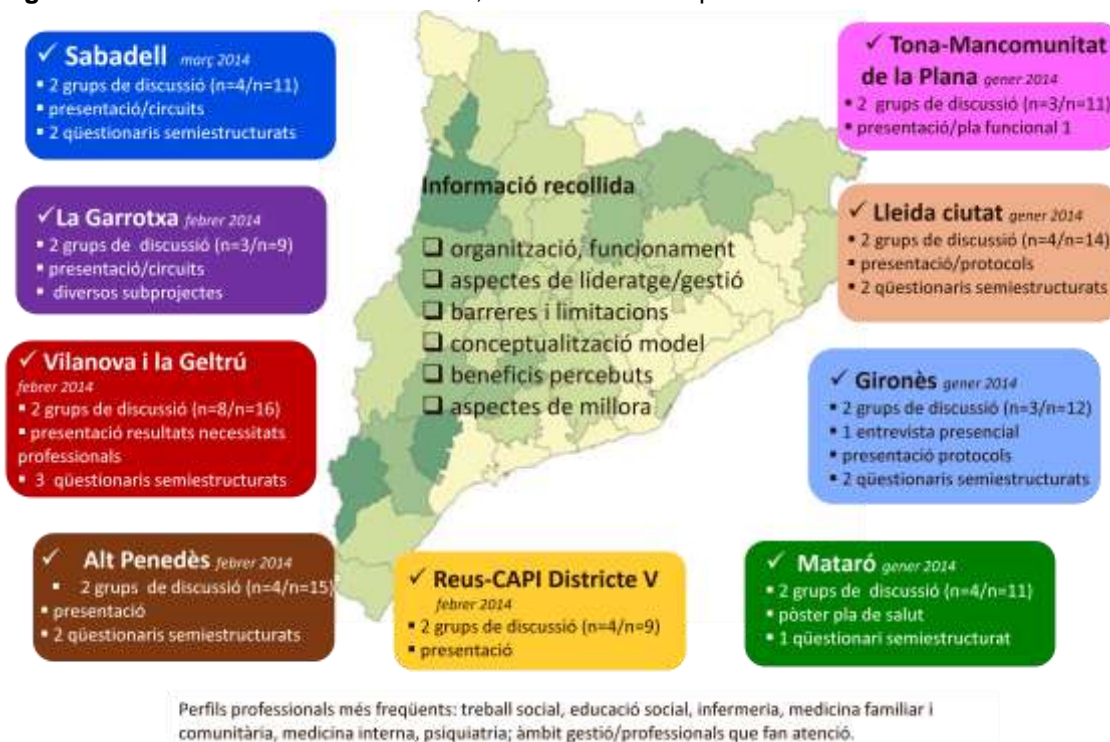 ✓ Sabadell març 2014
▪ 2 grups de discussió (n=4/n=11)
▪ presentació/circuits
▪ 2 qüestionaris semiestructurats
✓ Tona-Mancomunitat
de la Plana gener 2014
▪ 2 grups de discussió (n=3/n=11)
▪ presentació/pla funcional 1
✓La Garrotxa febrer 2014
▪ 2 grups de discussió (n=3/n=9)
▪ presentació/circuits
▪ diversos subprojectes
Informació recollida
❑ organització, funcionament
❑ aspectes de lideratge/gestió
❑ barreres i limitacions
❑ conceptualització model
❑ beneficis percebuts
❑ aspectes de millora
✓ Lleida ciutat gener 2014
▪ 2 grups de discussió (n=4/n=14)
▪ presentació/protocols
▪ 2 qüestionaris semiestructurats
✓ Vilanova i la Geltrú
febrer 2014
▪ 2 grups de discussió (n=8/n=16)
▪ presentació resultats necessitats
professionals
▪ 3 qüestionaris semiestructurats
✓ Gironès gener 2014
▪ 2 grups de discussió (n=3/n=12)
▪ 1 entrevista presencial
▪ presentació protocols
▪ 2 qüestionaris semiestructurats
✓ Alt Penedès febrer 2014
▪ 2 grups de discussió (n=4/n=15)
▪ presentació
▪ 2 qüestionaris semiestructurats
✓ Reus-CAPI Districte V
febrer 2014
▪ 2 grups de discussió (n=4/n=9)
▪ presentació
✓ Mataró gener 2014
▪ 2 grups de discussió (n=4/n=11)
▪ pòster pla de salut
▪ 1 qüestionari semiestructurat
Perfils professionals més freqüents: treball social, educació social, infermeria, medicina familiar i
comunitària, medicina interna, psiquiatria; àmbit gestió/professionals que fan atenció.